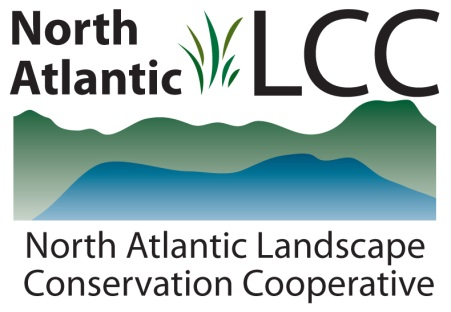 North
Atlantic LCC
North Atlantic Landscape
Conservation Cooperative